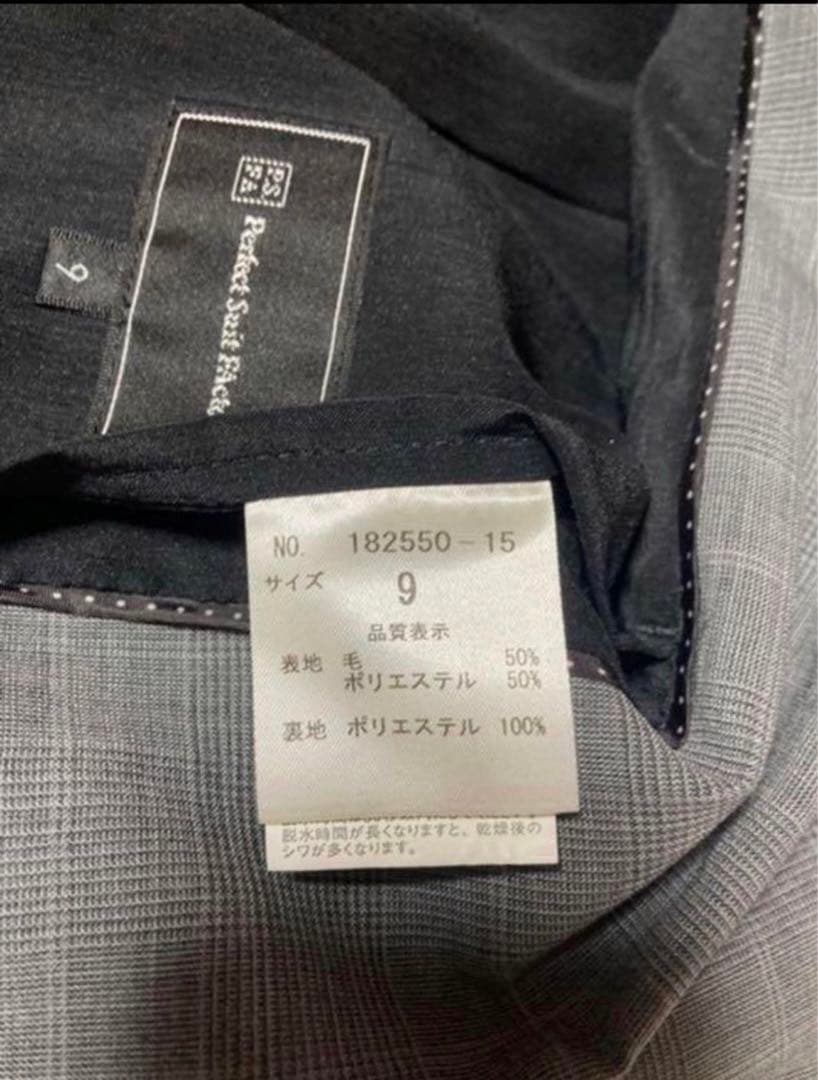 P.S
F.A
Perfect Suit FActo
9
NO. 182550-15
サイズ 9
品質表示
表地 毛 50%
ポリエステル 50%
裏地 ポリエステル 100%
脱水時間が長くなりますと、乾燥後の
シワが多くなります。